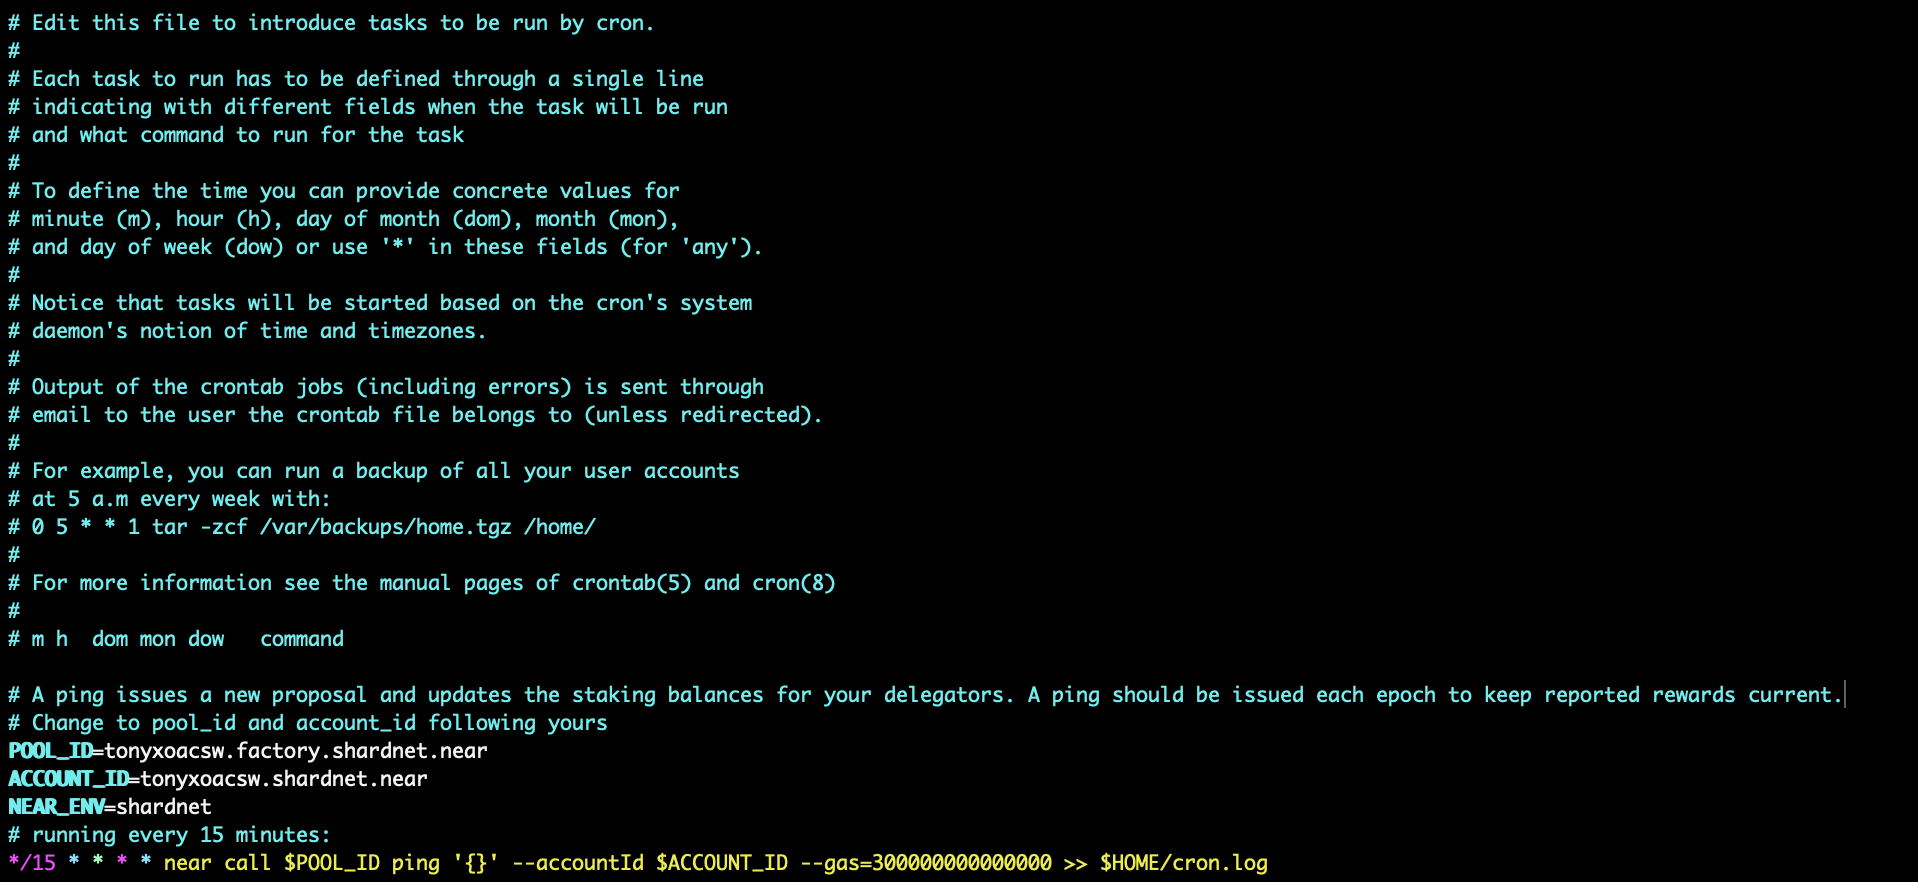 # Edit this file to introduce tasks to be run by cron.
#
# Each task to run has to be defined through a single line
# indicating with different fields when the task will be run
# and what command to run for the task
#
# To define the time you can provide concrete values for
# minute (m), hour (h), day of month (dom), month (mon),
# and day of week (dow) or use '*' in these fields (for 'any').
#
# Notice that tasks will be started based on the cron's system
# daemon's notion of time and timezones.
#
# Output of the crontab jobs (including errors) is sent through
# email to the user the crontab file belongs to (unless redirected).
#
# For example, you can run a backup of all your user accounts
# at 5 a.m every week with:
# 0 5 * * 1 tar -zcf /var/backups/home.tgz /home/
#
# For more information see the manual pages of crontab(5) and cron(8)
#
# m h  dom mon dow   command

# A ping issues a new proposal and updates the staking balances for your delegators. A ping should be issued each epoch to keep reported rewards current.
# Change to pool_id and account_id following yours
POOL_ID=tonyxoacsw.factory.shardnet.near
ACCOUNT_ID=tonyxoacsw.shardnet.near
NEAR_ENV=shardnet
# running every 15 minutes:
*/15 * * * * near call $POOL_ID ping '{}' --accountId $ACCOUNT_ID --gas=300000000000000 >> $HOME/cron.log